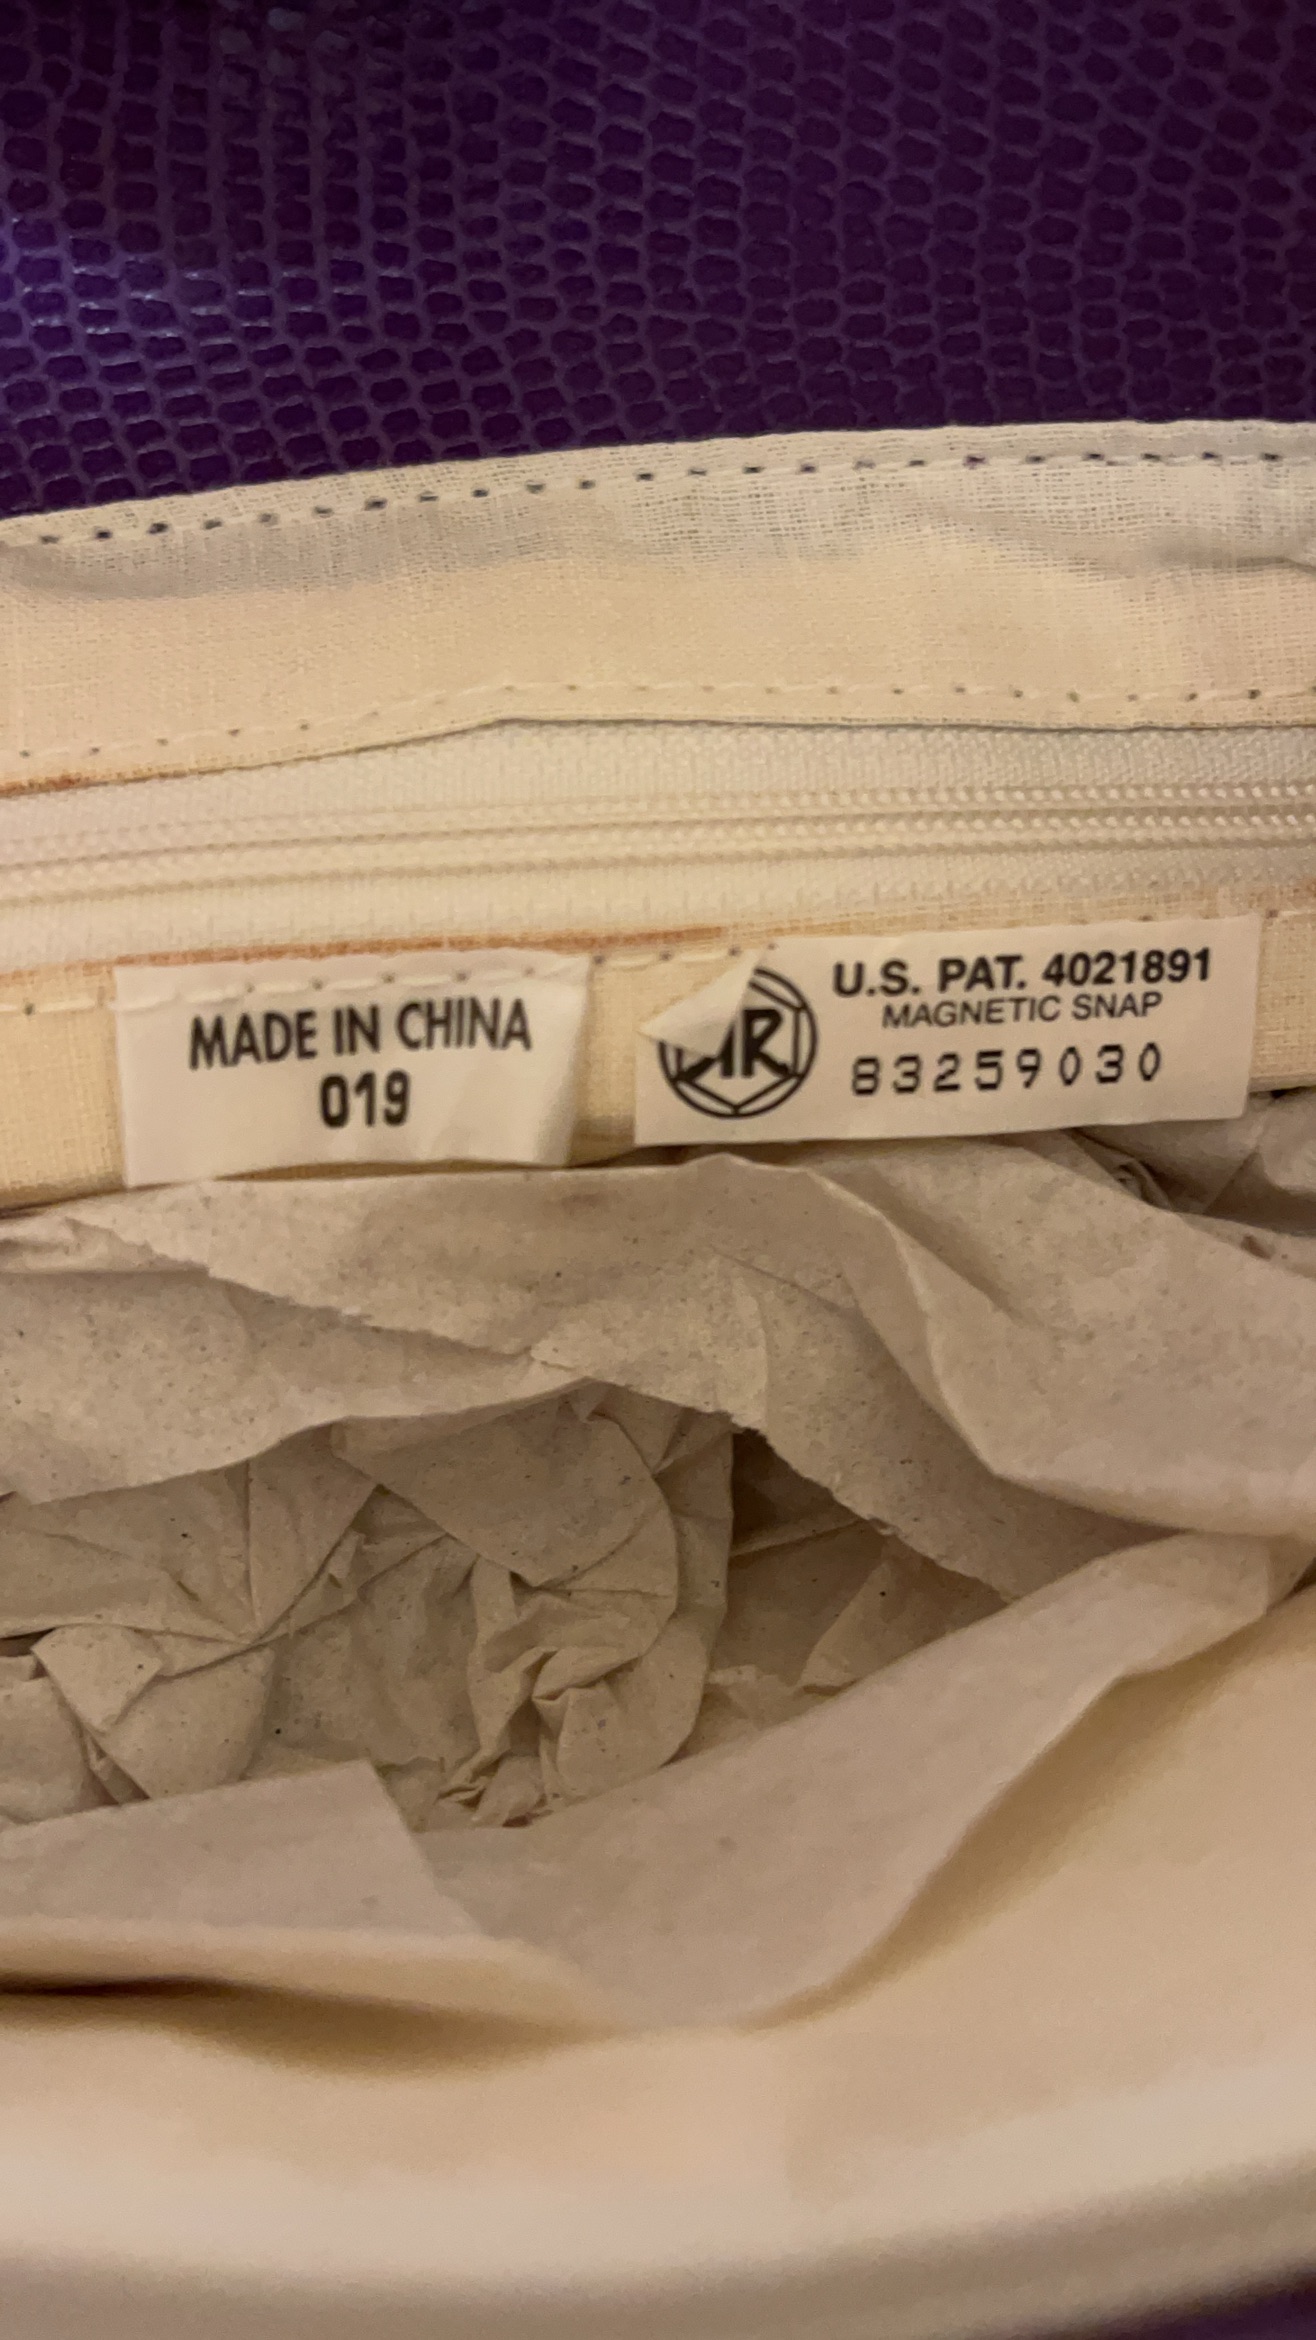 MADE IN CHINA
019
U.S. PAT. 4021891
MAGNETIC SNAP
83259030